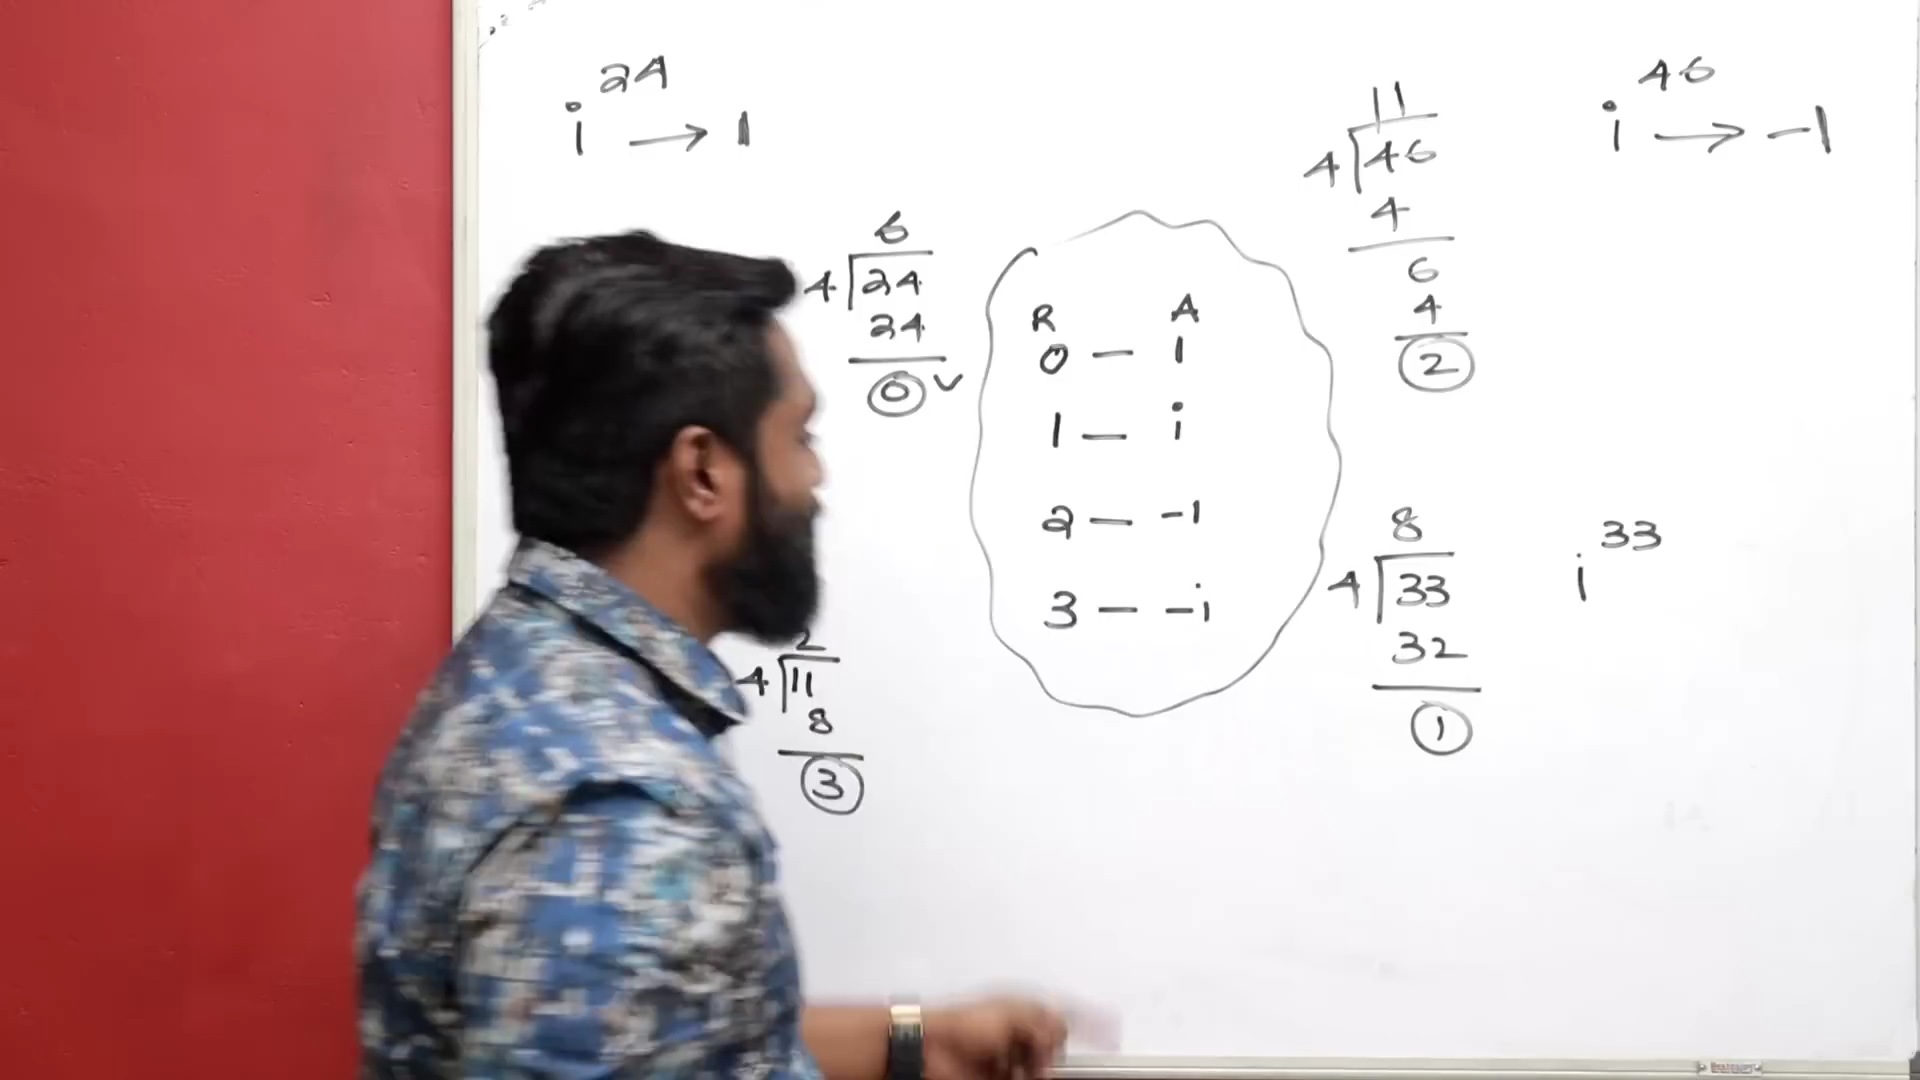 i^24 → 1
6
4 24
24
0 ✓
2
4 11
8
3
R A
0 — 1
1 — i
2 — -1
3 — -i
11
4 46
4
6
4
2
i^46 → -1
8
4 33
32
1
i^33